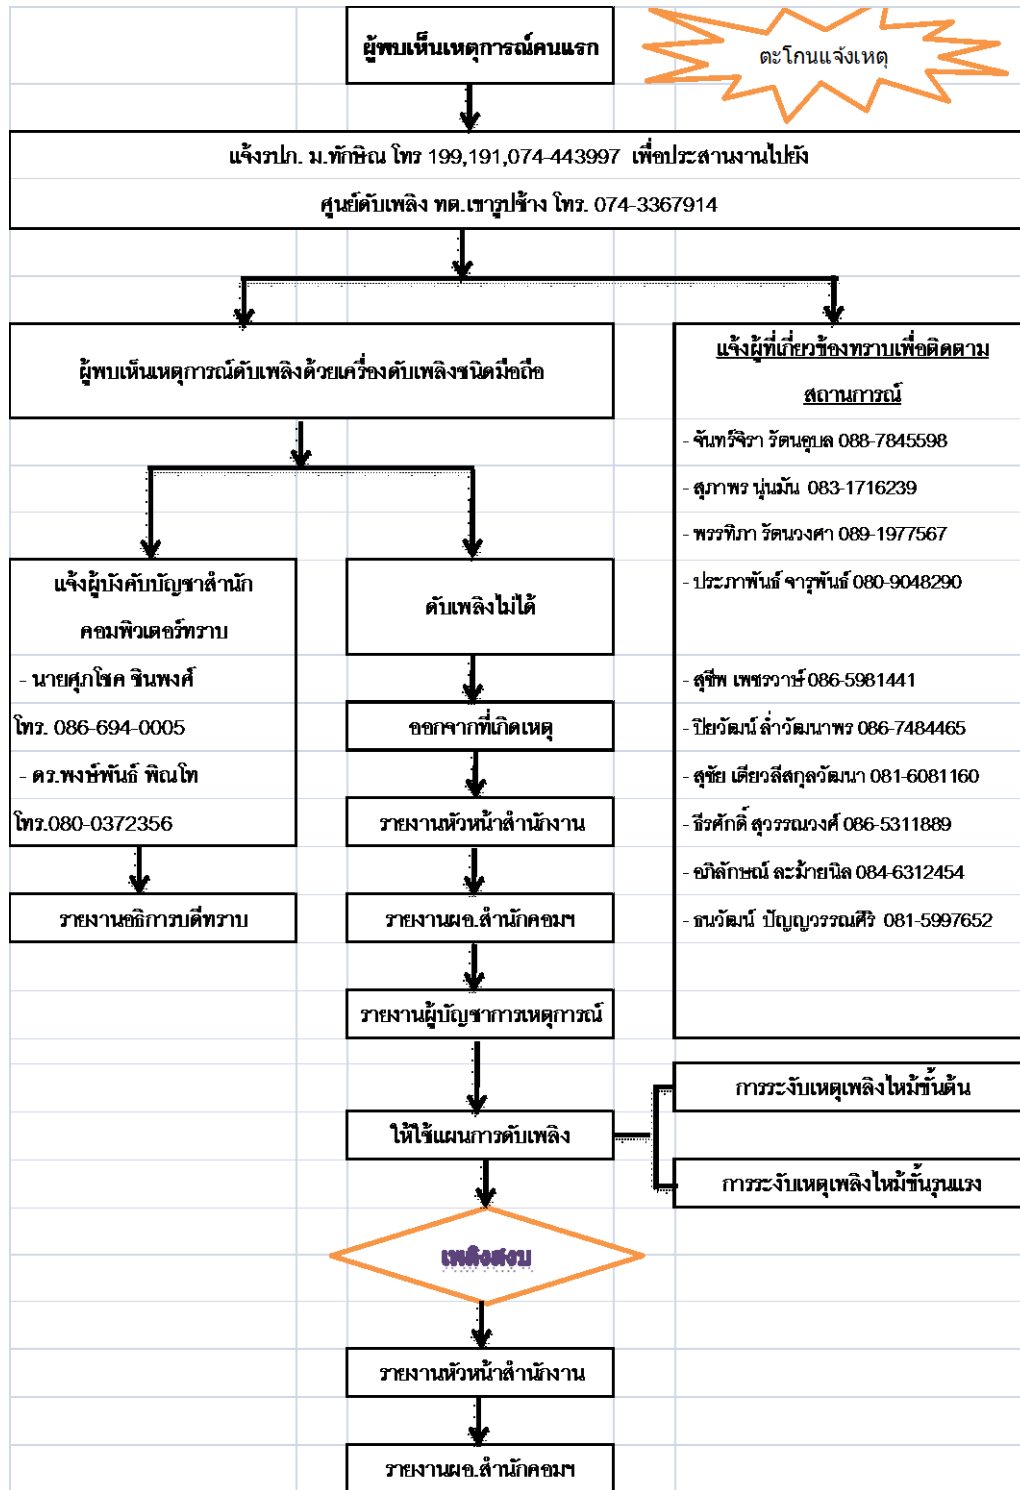 ผู้พบเห็นเหตุการณ์คนแรก
ตะโกนแจ้งเหตุ
แจ้งรปภ. ม.ทักษิณ โทร 199,191,074-443997 เพื่อประสานงานไปยัง
ศูนย์ดับเพลิง ทต.เขารูปช้าง โทร. 074-3367914
ผู้พบเห็นเหตุการณ์ดับเพลิงด้วยเครื่องดับเพลิงชนิดมือถือ
แจ้งผู้ที่เกี่ยวข้องทราบเพื่อติดตาม
สถานการณ์
- จันทร์จิรา รัตนอุบล 088-7845598
- สุภาพร นุ่นมัน 083-1716239
- พรรทิภา รัตนวงศา 089-1977567
- ประภาพันธ์ จารุพันธ์ 080-9048290
- สุชีพ เพชรวาษ์ 086-5981441
- ปิยวัฒน์ ล่ำวัฒนาพร 086-7484465
- สุชัย เตียวลีสกุลวัฒนา 081-6081160
- ธีรศักดิ์ สุวรรณวงศ์ 086-5311889
- อภิลักษณ์ ละม้ายนิล 084-6312454
- ธนวัฒน์ ปัญญวรรณศิริ 081-5997652
แจ้งผู้บังคับบัญชาสำนัก
คอมพิวเตอร์ทราบ
- นายศุภโชค ชินพงศ์
โทร. 086-694-0005
- ดร.พงษ์พันธ์ พิณโท
โทร.080-0372356
รายงานอธิการบดีทราบ
ดับเพลิงไม่ได้
ออกจากที่เกิดเหตุ
รายงานหัวหน้าสำนักงาน
รายงานผอ.สำนักคอมฯ
รายงานผู้บัญชาการเหตุการณ์
ให้ใช้แผนการดับเพลิง
การระงับเหตุเพลิงไหม้ขั้นต้น
การระงับเหตุเพลิงไหม้ขั้นรุนแรง
เพลิงสงบ
รายงานหัวหน้าสำนักงาน
รายงานผอ.สำนักคอมฯ